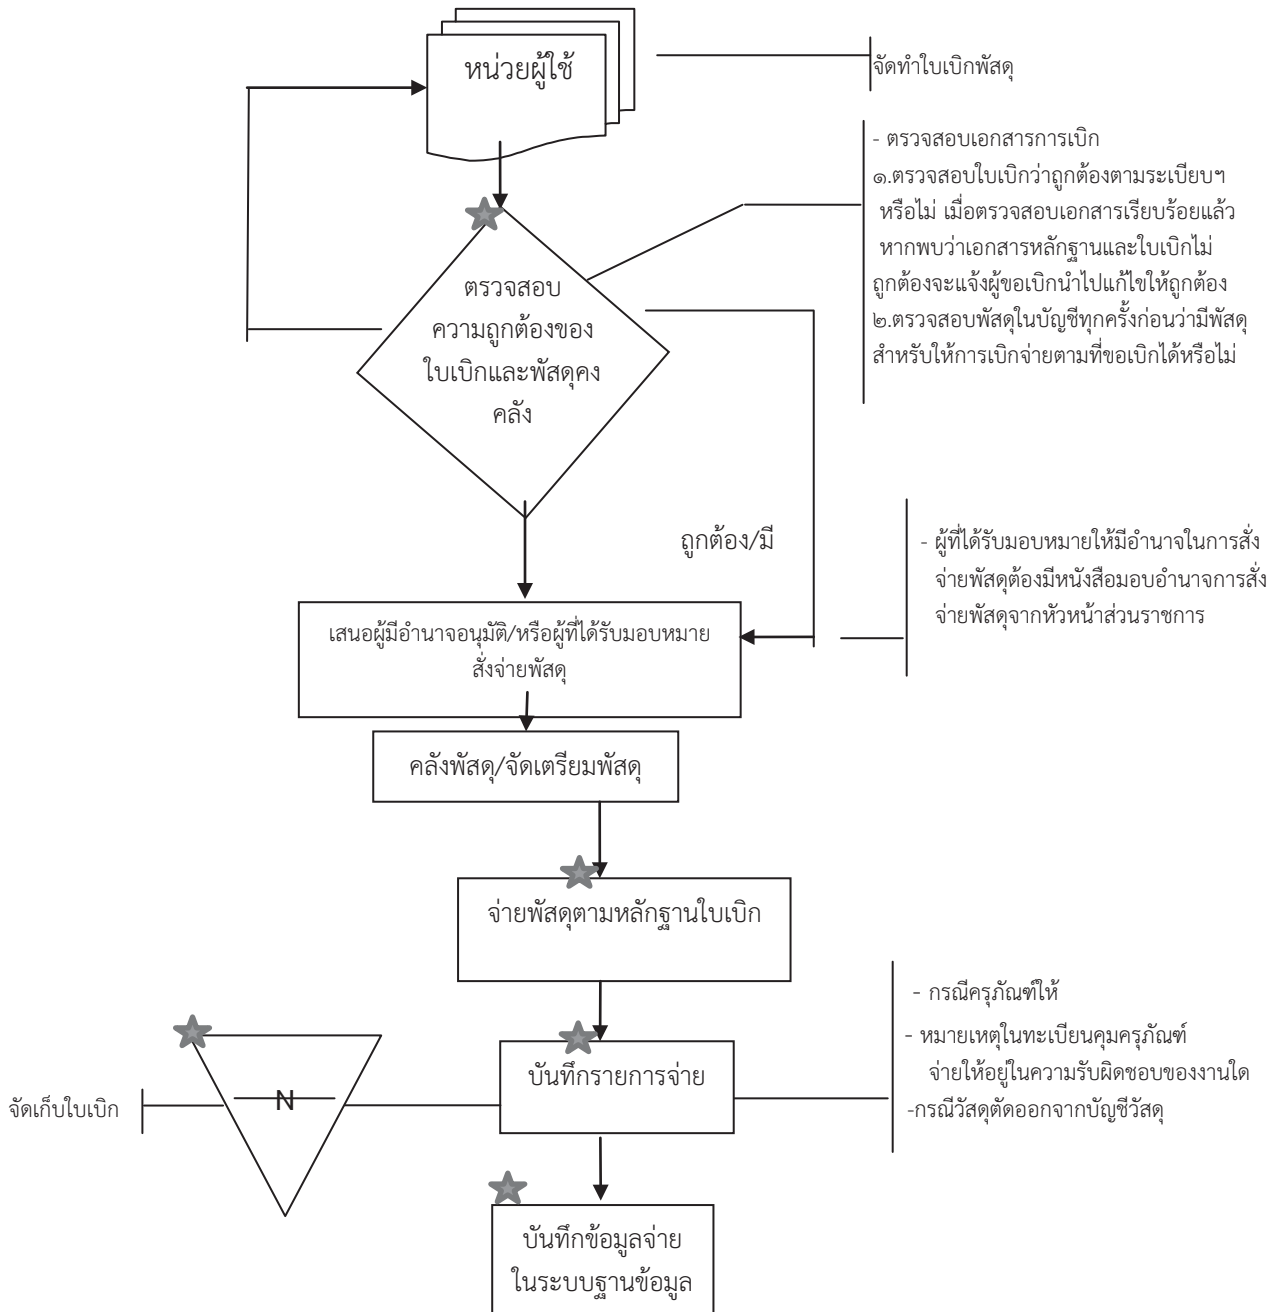 หน่วยผู้ใช้
จัดทำใบเบิกพัสดุ
- ตรวจสอบเอกสารการเบิก
๑.ตรวจสอบใบเบิกว่าถูกต้องตามระเบียบฯ
หรือไม่ เมื่อตรวจสอบเอกสารเรียบร้อยแล้ว
หากพบว่าเอกสารหลักฐานและใบเบิกไม่
ถูกต้องจะแจ้งผู้ขอเบิกนำไปแก้ไขให้ถูกต้อง
๒.ตรวจสอบพัสดุในบัญชีทุกครั้งก่อนว่ามีพัสดุ
สำหรับให้การเบิกจ่ายตามที่ขอเบิกได้หรือไม่
ตรวจสอบ
ความถูกต้องของ
ใบเบิกและพัสดุคง
คลัง
ถูกต้อง/มี
- ผู้ที่ได้รับมอบหมายให้มีอำนาจในการสั่ง
จ่ายพัสดุต้องมีหนังสือมอบอำนาจการสั่ง
จ่ายพัสดุจากหัวหน้าส่วนราชการ
เสนอผู้มีอำนาจอนุมัติ/หรือผู้ที่ได้รับมอบหมาย
สั่งจ่ายพัสดุ
คลังพัสดุ/จัดเตรียมพัสดุ
จ่ายพัสดุตามหลักฐานใบเบิก
- กรณีครุภัณฑ์ให้
- หมายเหตุในทะเบียนคุมครุภัณฑ์
จ่ายให้อยู่ในความรับผิดชอบของงานใด
-กรณีวัสดุตัดออกจากบัญชีวัสดุ
บันทึกรายการจ่าย
N
จัดเก็บใบเบิก
บันทึกข้อมูลจ่าย
ในระบบฐานข้อมูล